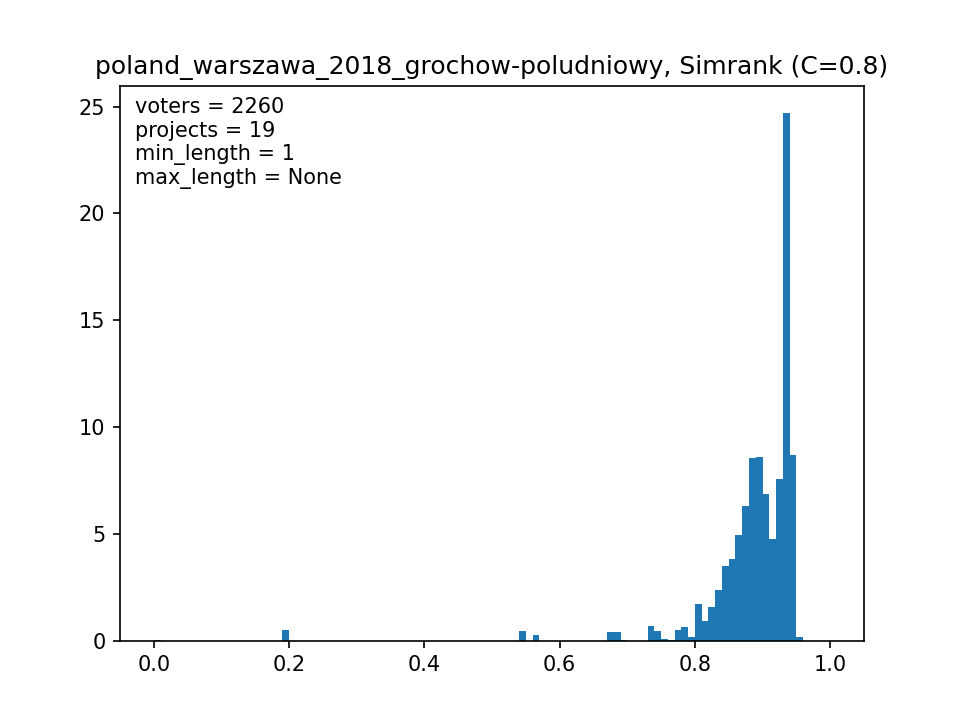 poland_warszawa_2018_grochow-poludniowy, Simrank (C=0.8)
voters = 2260
projects = 19
min_length = 1
max_length = None
25
20
15
10
5
0
0.0 0.2 0.4 0.6 0.8 1.0